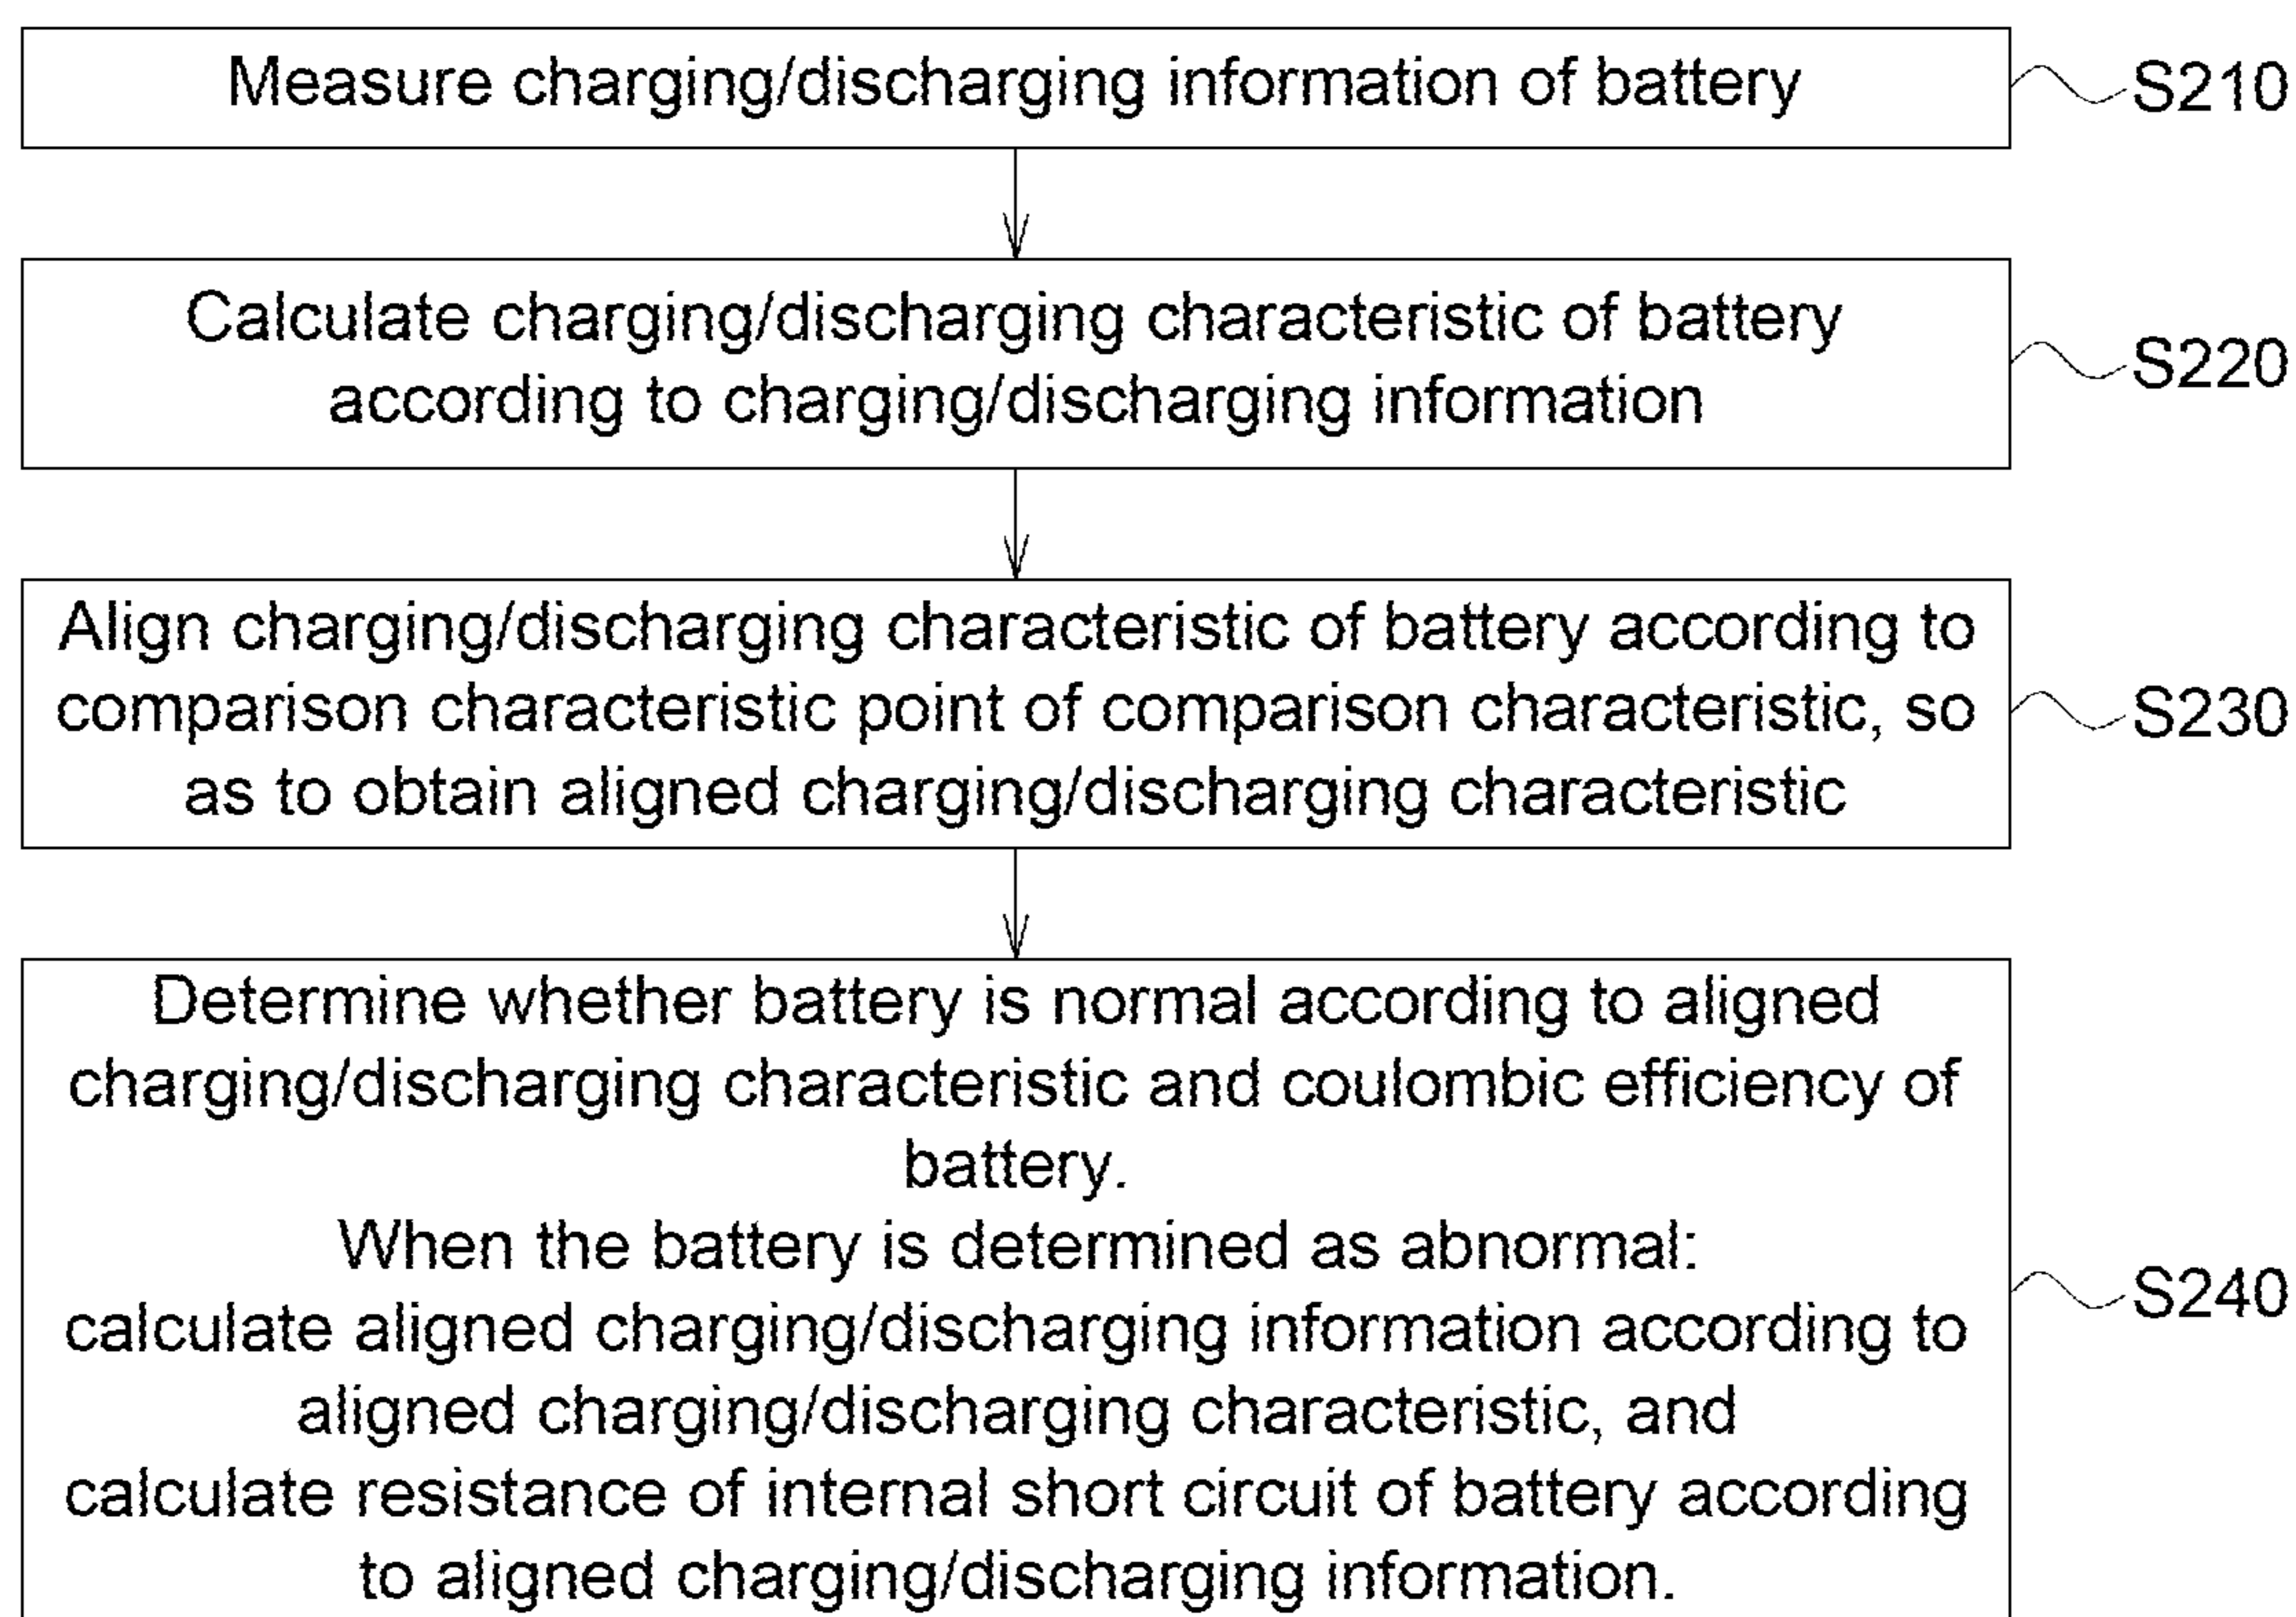 Measure charging/discharging information of battery
S210
Calculate charging/discharging characteristic of battery
according to charging/discharging information
S220
Align charging/discharging characteristic of battery according to
comparison characteristic point of comparison characteristic, so
as to obtain aligned charging/discharging characteristic
S230
Determine whether battery is normal according to aligned
charging/discharging characteristic and coulombic efficiency of
battery.
When the battery is determined as abnormal:
calculate aligned charging/discharging information according to
aligned charging/discharging characteristic, and
calculate resistance of internal short circuit of battery according
to aligned charging/discharging information.
S240